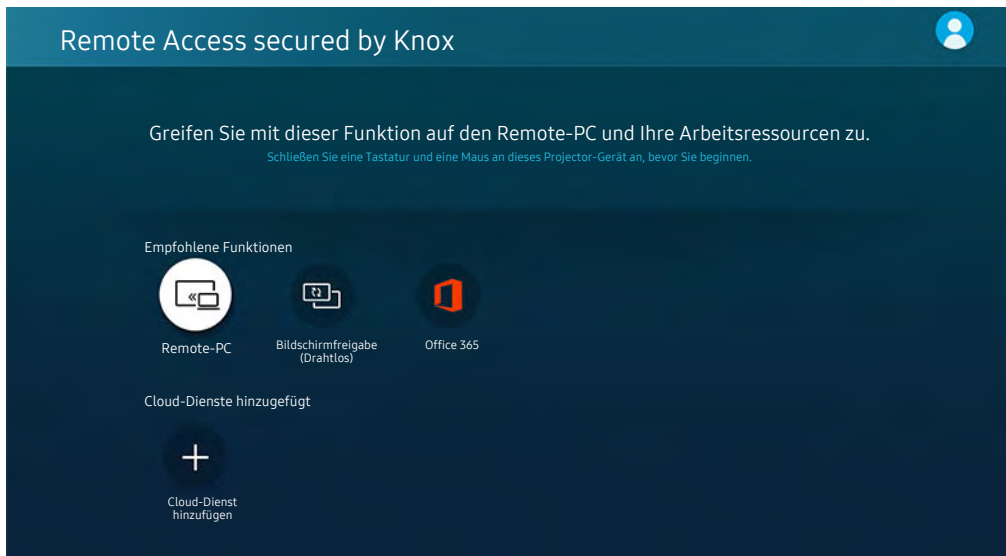 Remote Access secured by Knox
Greifen Sie mit dieser Funktion auf den Remote-PC und Ihre Arbeitsressourcen zu.
Schließen Sie eine Tastatur und eine Maus an dieses Projector-Gerät an, bevor Sie beginnen.
Empfohlene Funktionen
Remote-PC
Bildschirmfreigabe
(Drahtlos)
Office 365
Cloud-Dienste hinzugefügt
Cloud-Dienst
hinzufügen